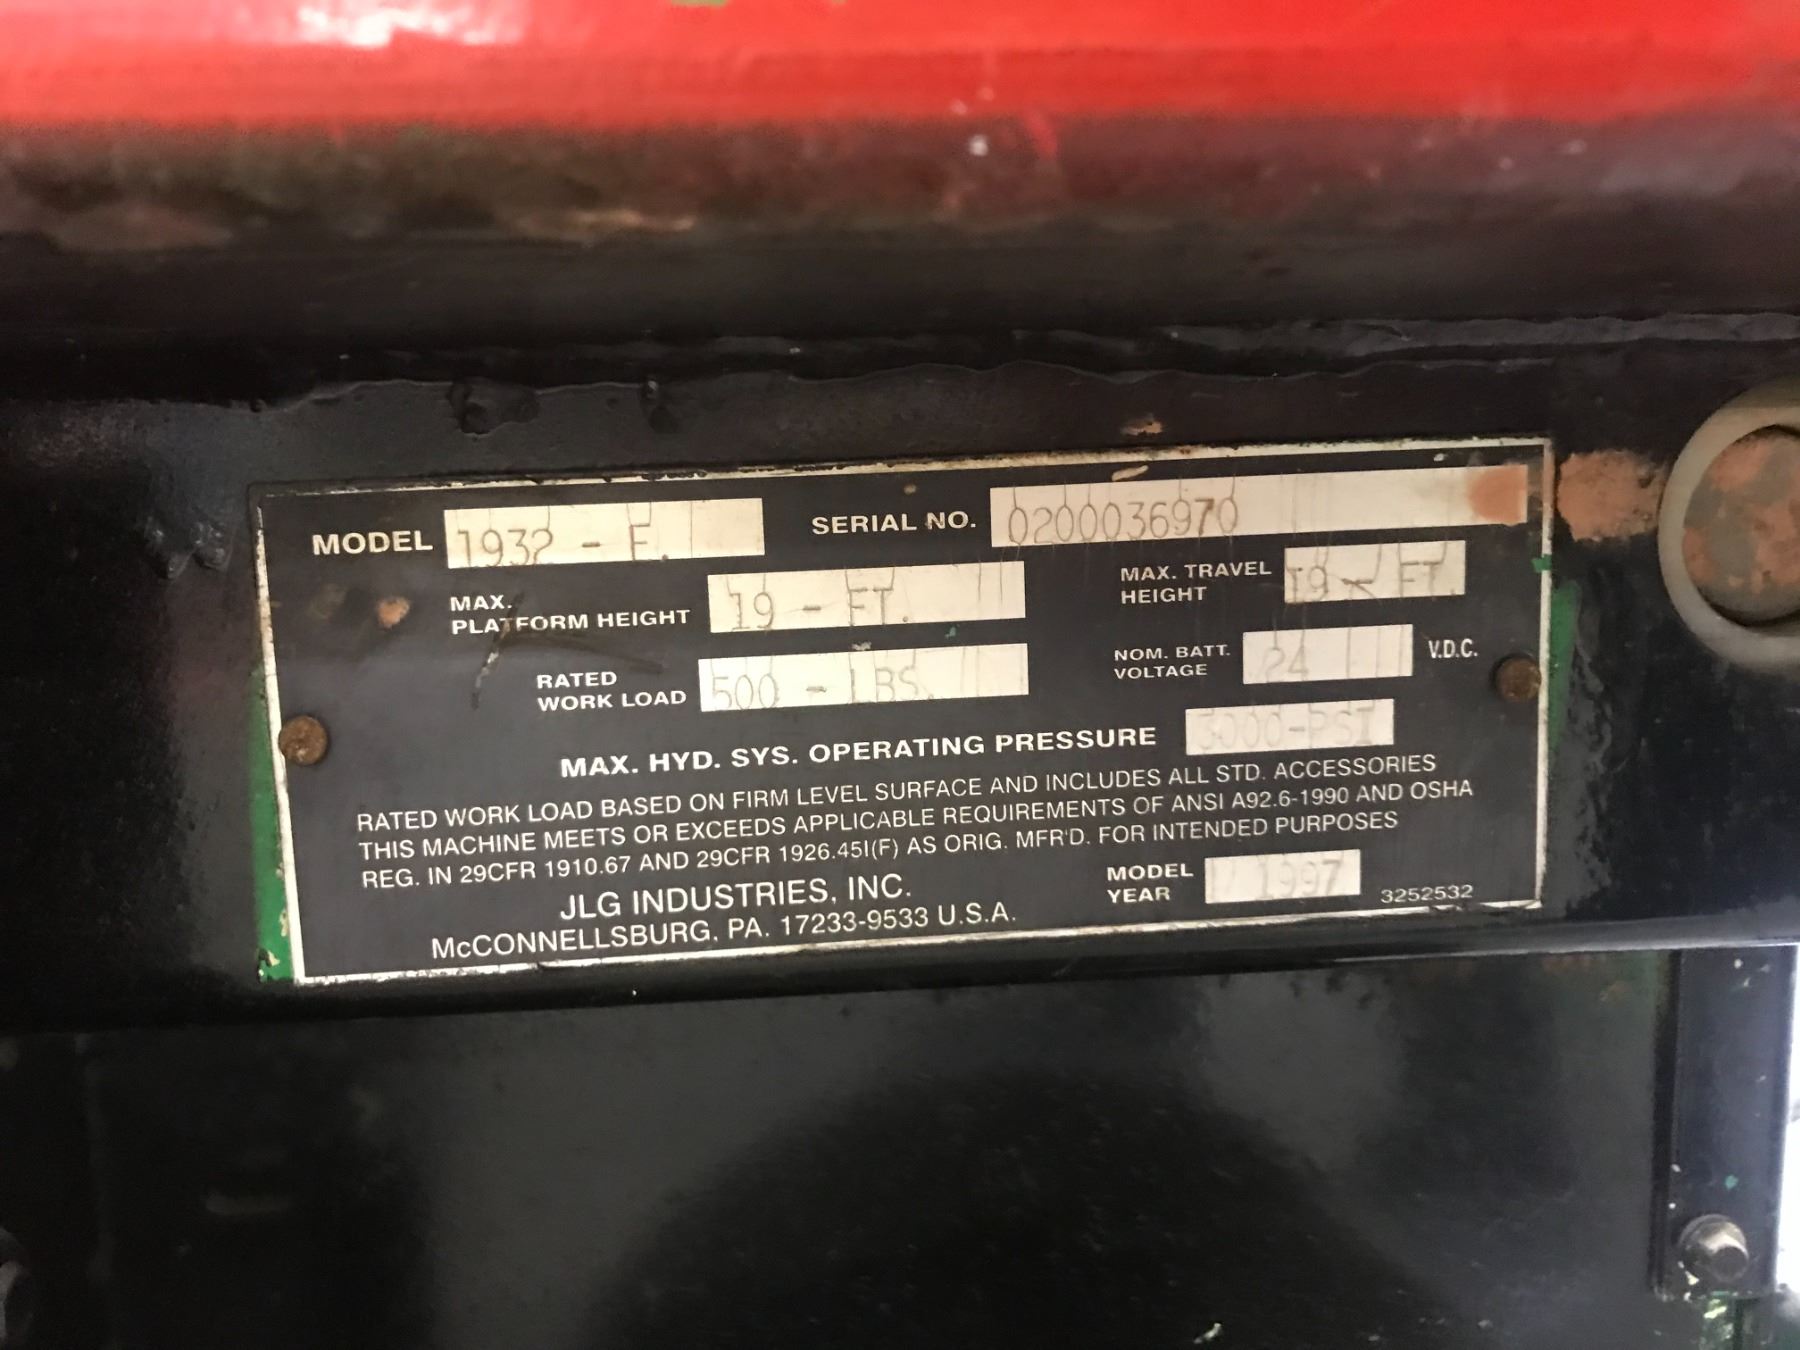 MODEL 1932 - E. SERIAL NO. 0200036970
MAX. PLATFORM HEIGHT 19 - FT. MAX. TRAVEL HEIGHT 19 - FT.
RATED WORK LOAD 500 - LBS. NOM. BATT. VOLTAGE 24 V.D.C.
MAX. HYD. SYS. OPERATING PRESSURE 3000-PSI
RATED WORK LOAD BASED ON FIRM LEVEL SURFACE AND INCLUDES ALL STD. ACCESSORIES
THIS MACHINE MEETS OR EXCEEDS APPLICABLE REQUIREMENTS OF ANSI A92.6-1990 AND OSHA
REG. IN 29CFR 1910.67 AND 29CFR 1926.451(F) AS ORIG. MFR'D. FOR INTENDED PURPOSES
JLG INDUSTRIES, INC.
McCONNELLSBURG, PA. 17233-9533 U.S.A.
MODEL YEAR 1997 3252532